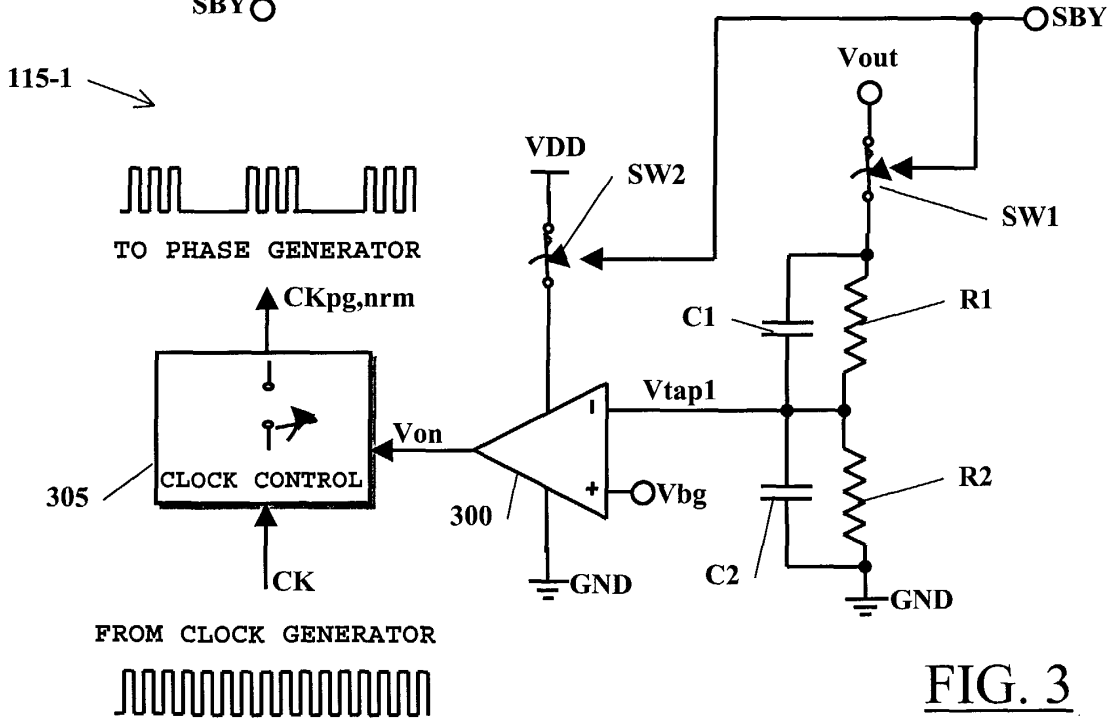 SBY
SBY
115-1
Vout
VDD
SW2
SW1
TO PHASE GENERATOR
CKpg,nrm
C1
R1
Vtap1
Von
CLOCK CONTROL
305
300
Vbg
R2
C2
CK
GND
GND
FROM CLOCK GENERATOR
FIG. 3